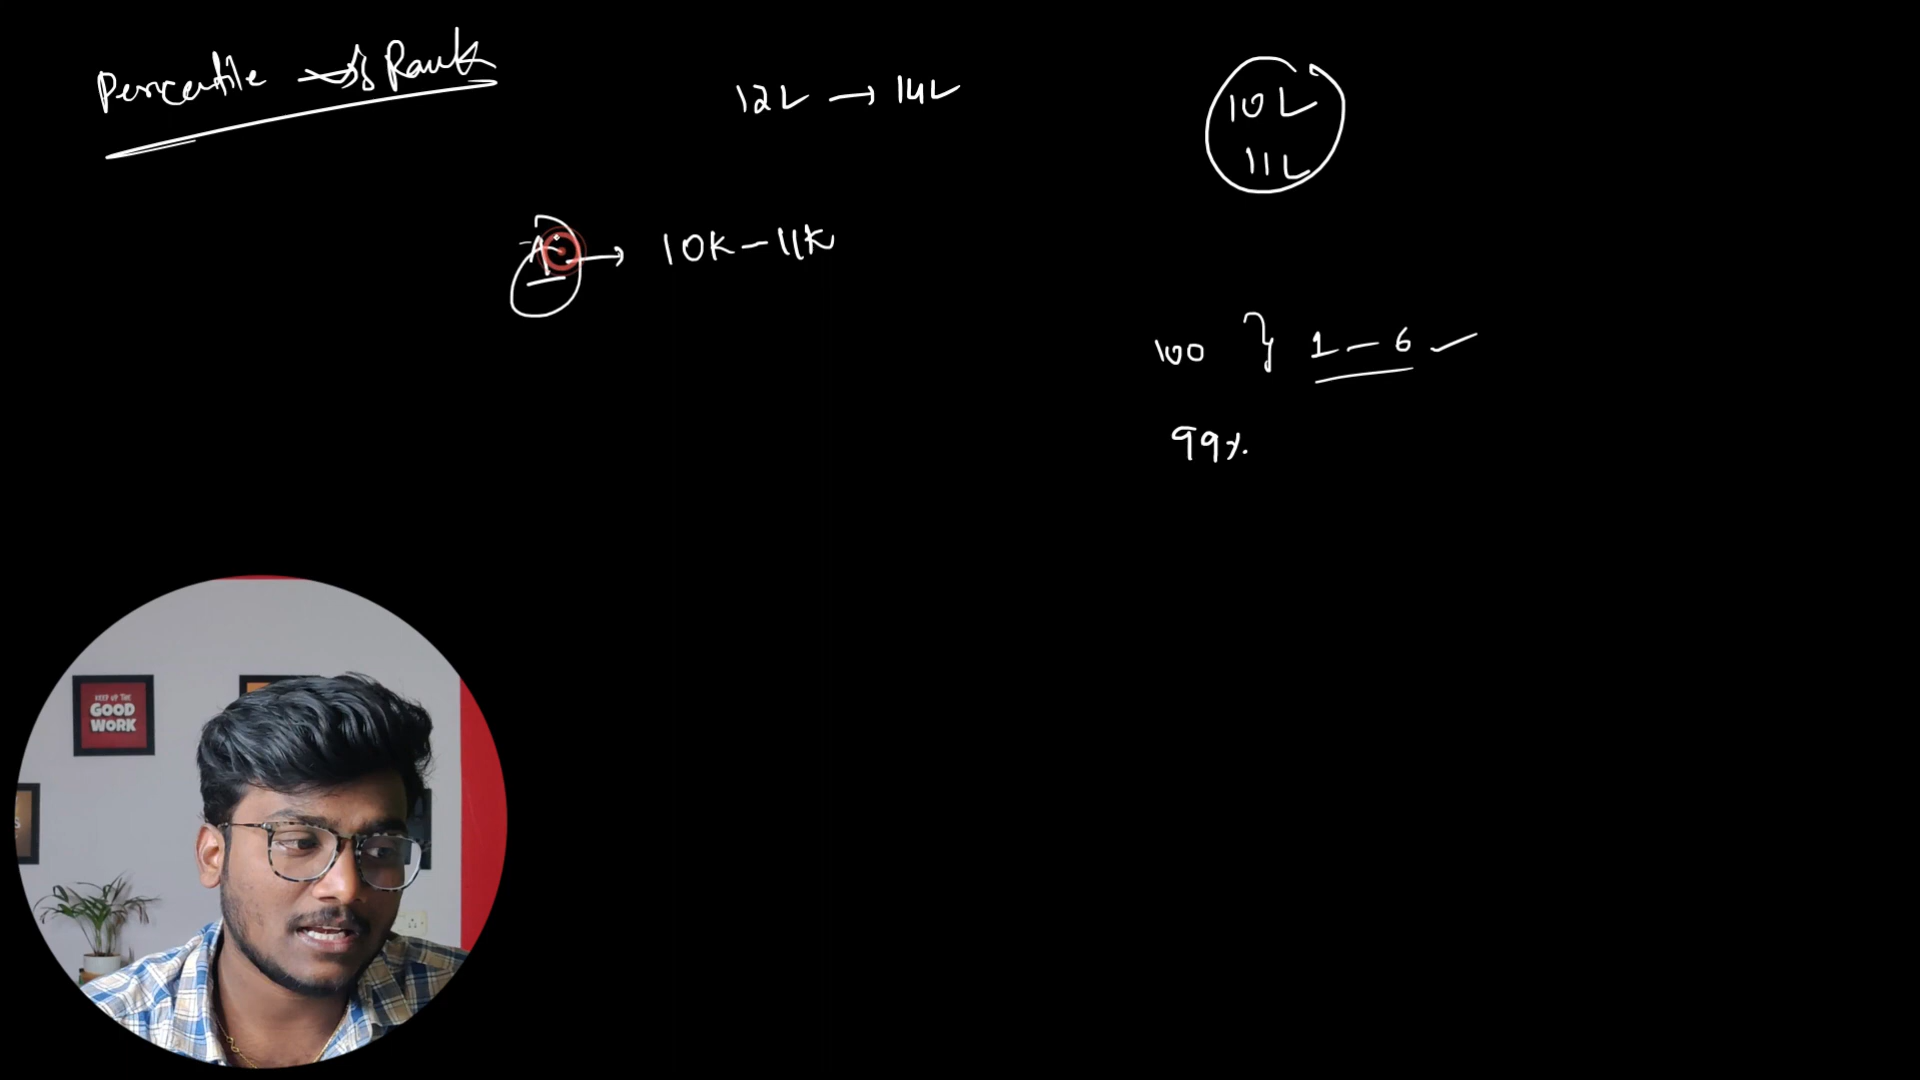 Percentile → Rank
12L → 14L
10L
11L
A → 10K - 11K
100 } 1 - 6 ✓
99%.
KEEP UP THE
GOOD
WORK